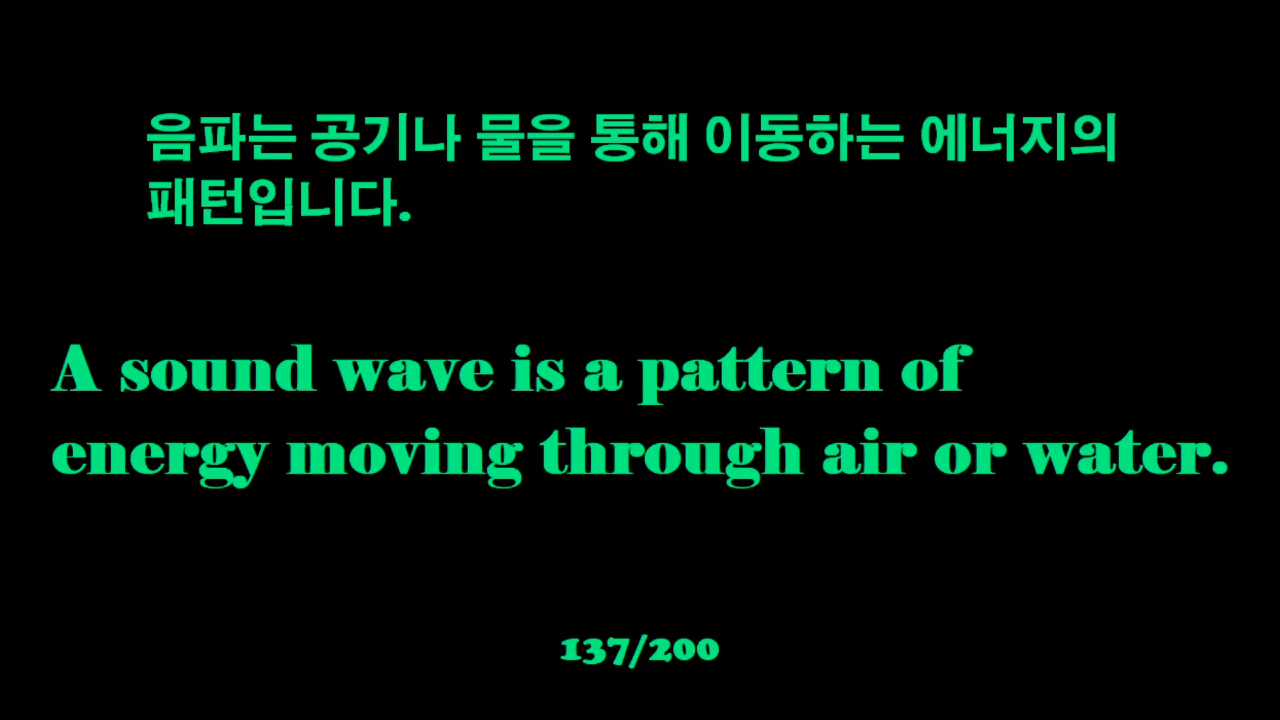 음파는 공기나 물을 통해 이동하는 에너지의
패턴입니다.
A sound wave is a pattern of
energy moving through air or water.
137/200